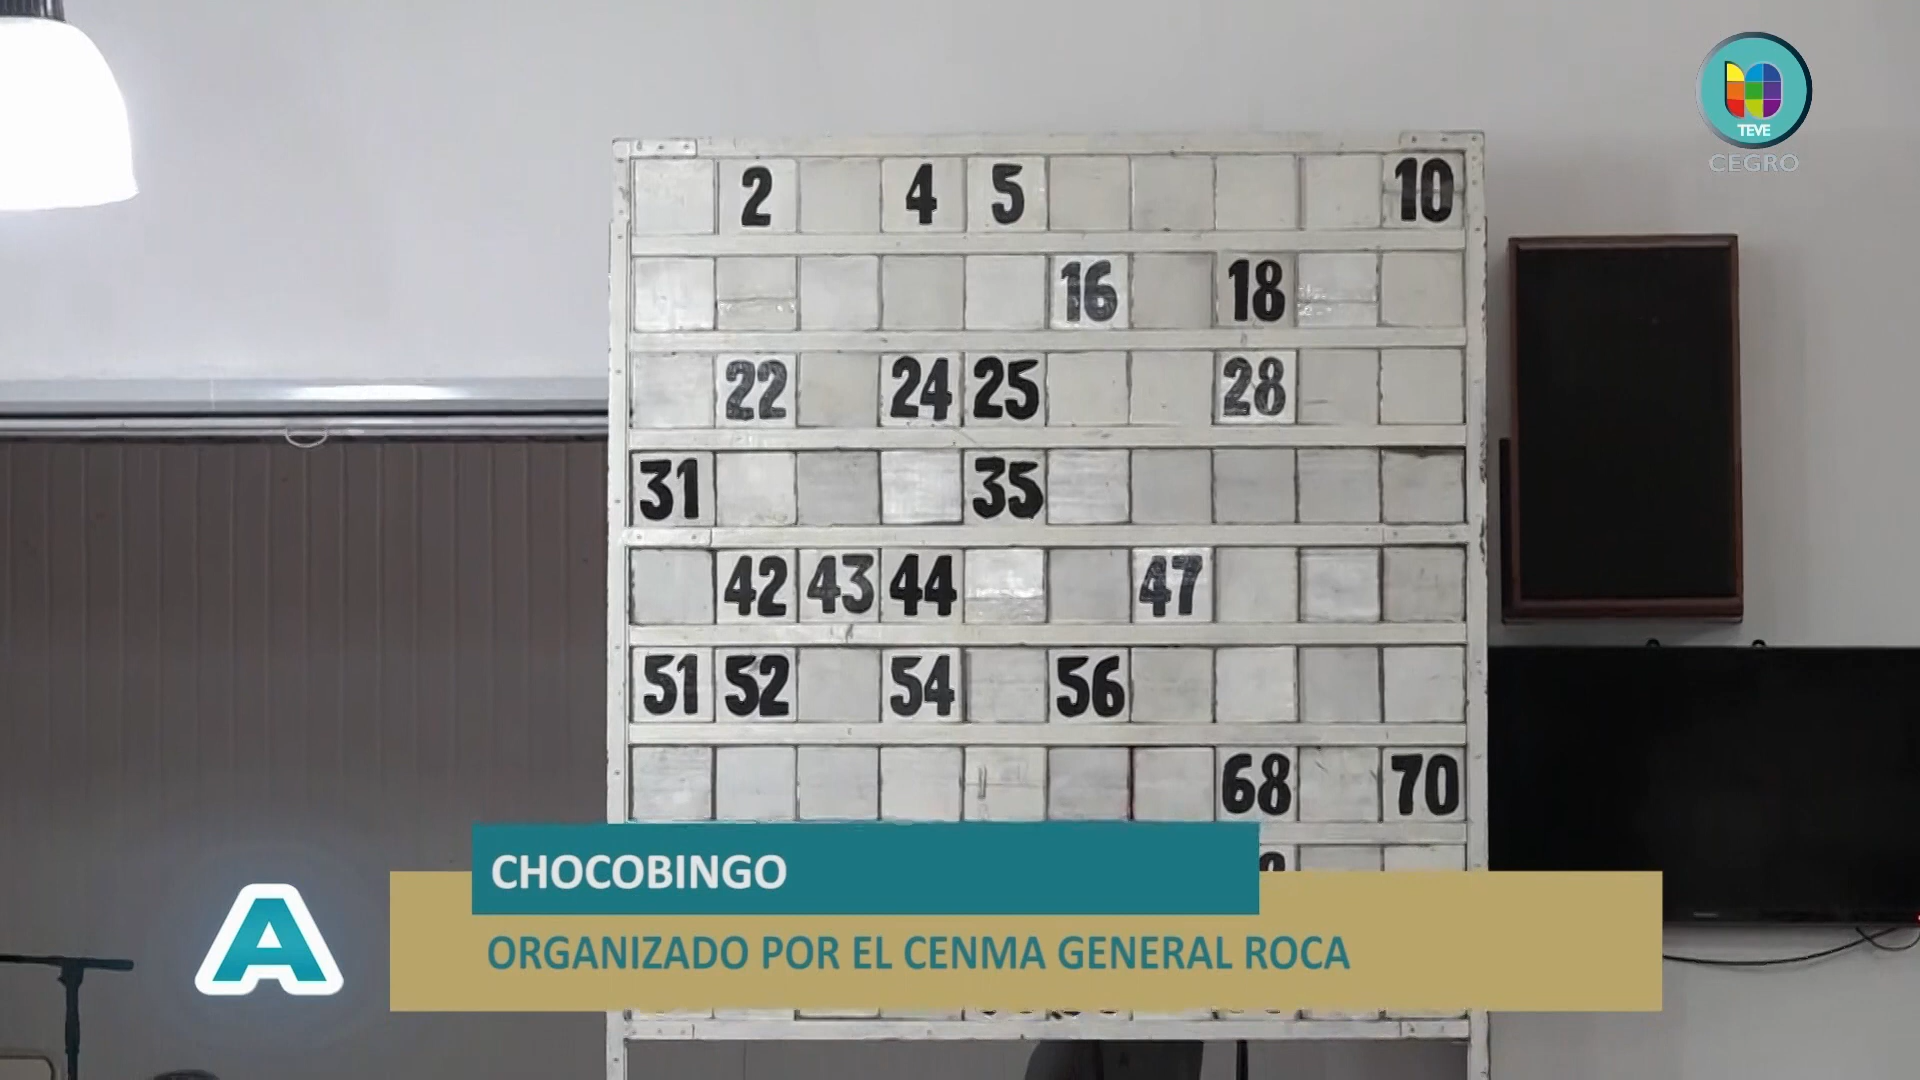 TEVE
CEGRO
2 4 5 10
16 18
22 24 25 28
31 35
42 43 44 47
51 52 54 56
68 70
CHOCOBINGO
A
ORGANIZADO POR EL CENMA GENERAL ROCA